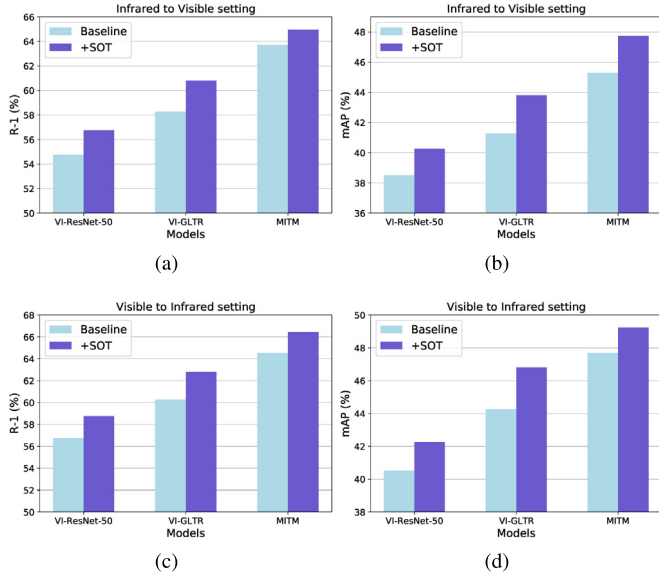 Infrared to Visible setting
66
64
62
60
58
56
54
52
50
R-1 (%)
Baseline
+SOT
VI-ResNet-50 VI-GLTR MITM
Models
(a)
Infrared to Visible setting
48
46
44
42
40
38
36
mAP (%)
Baseline
+SOT
VI-ResNet-50 VI-GLTR MITM
Models
(b)
Visible to Infrared setting
68
66
64
62
60
58
56
54
52
50
R-1 (%)
Baseline
+SOT
VI-ResNet-50 VI-GLTR MITM
Models
(c)
Visible to Infrared setting
50
48
46
44
42
40
38
mAP (%)
Baseline
+SOT
VI-ResNet-50 VI-GLTR MITM
Models
(d)